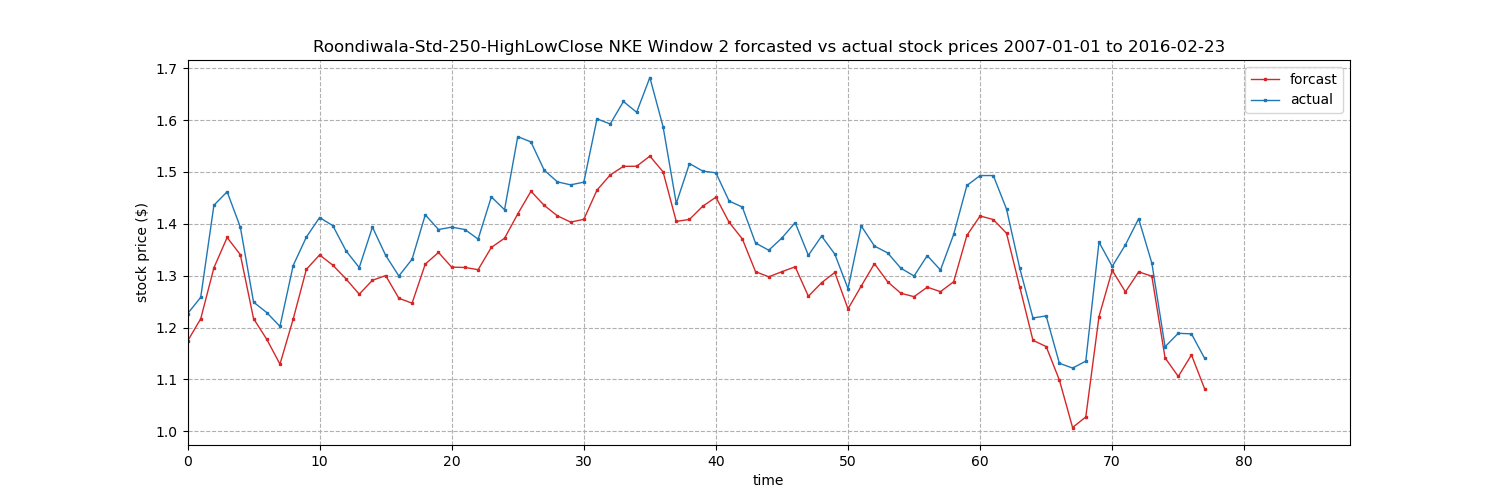 Roondiwala-Std-250-HighLowClose NKE Window 2 forcasted vs actual stock prices 2007-01-01 to 2016-02-23
forcast
actual
stock price ($)
1.7
1.6
1.5
1.4
1.3
1.2
1.1
1.0
0 10 20 30 40 50 60 70 80
time